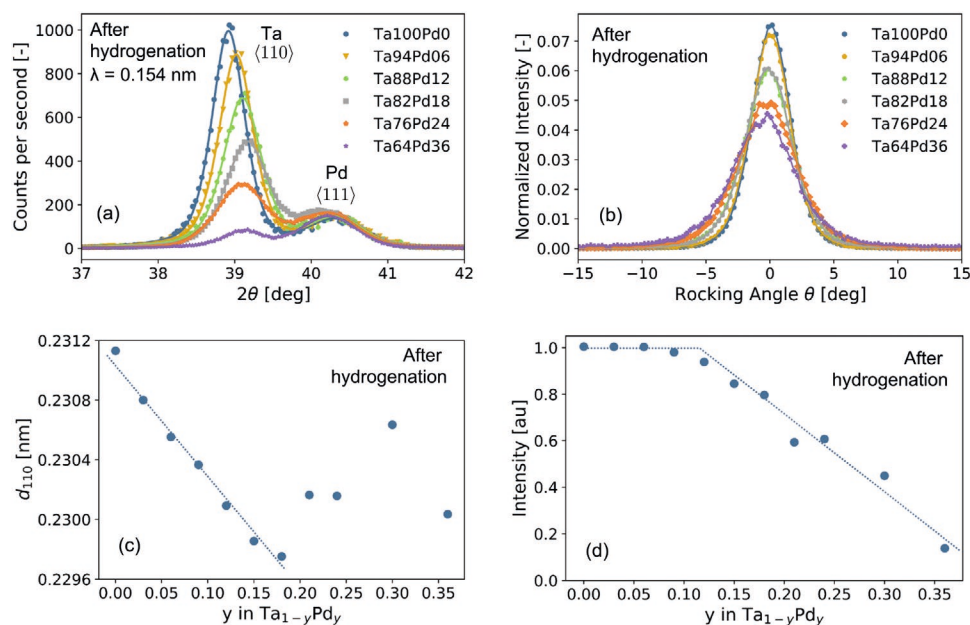 After
hydrogenation
λ = 0.154 nm
Ta
⟨110⟩
Ta100Pd0
Ta94Pd06
Ta88Pd12
Ta82Pd18
Ta76Pd24
Ta64Pd36
Pd
⟨111⟩
(a)
1000
800
600
400
200
0
Counts per second [-]
37 38 39 40 41 42
2θ [deg]
After
hydrogenation
Ta100Pd0
Ta94Pd06
Ta88Pd12
Ta82Pd18
Ta76Pd24
Ta64Pd36
(b)
0.07
0.06
0.05
0.04
0.03
0.02
0.01
0.00
Normalized Intensity [-]
−15 −10 −5 0 5 10 15
Rocking Angle θ [deg]
After
hydrogenation
(c)
0.2312
0.2308
0.2304
0.2300
0.2296
d110 [nm]
0.00 0.05 0.10 0.15 0.20 0.25 0.30 0.35
y in Ta1−yPdy
After
hydrogenation
(d)
1.0
0.8
0.6
0.4
0.2
0.0
Intensity [au]
0.00 0.05 0.10 0.15 0.20 0.25 0.30 0.35
y in Ta1−yPdy